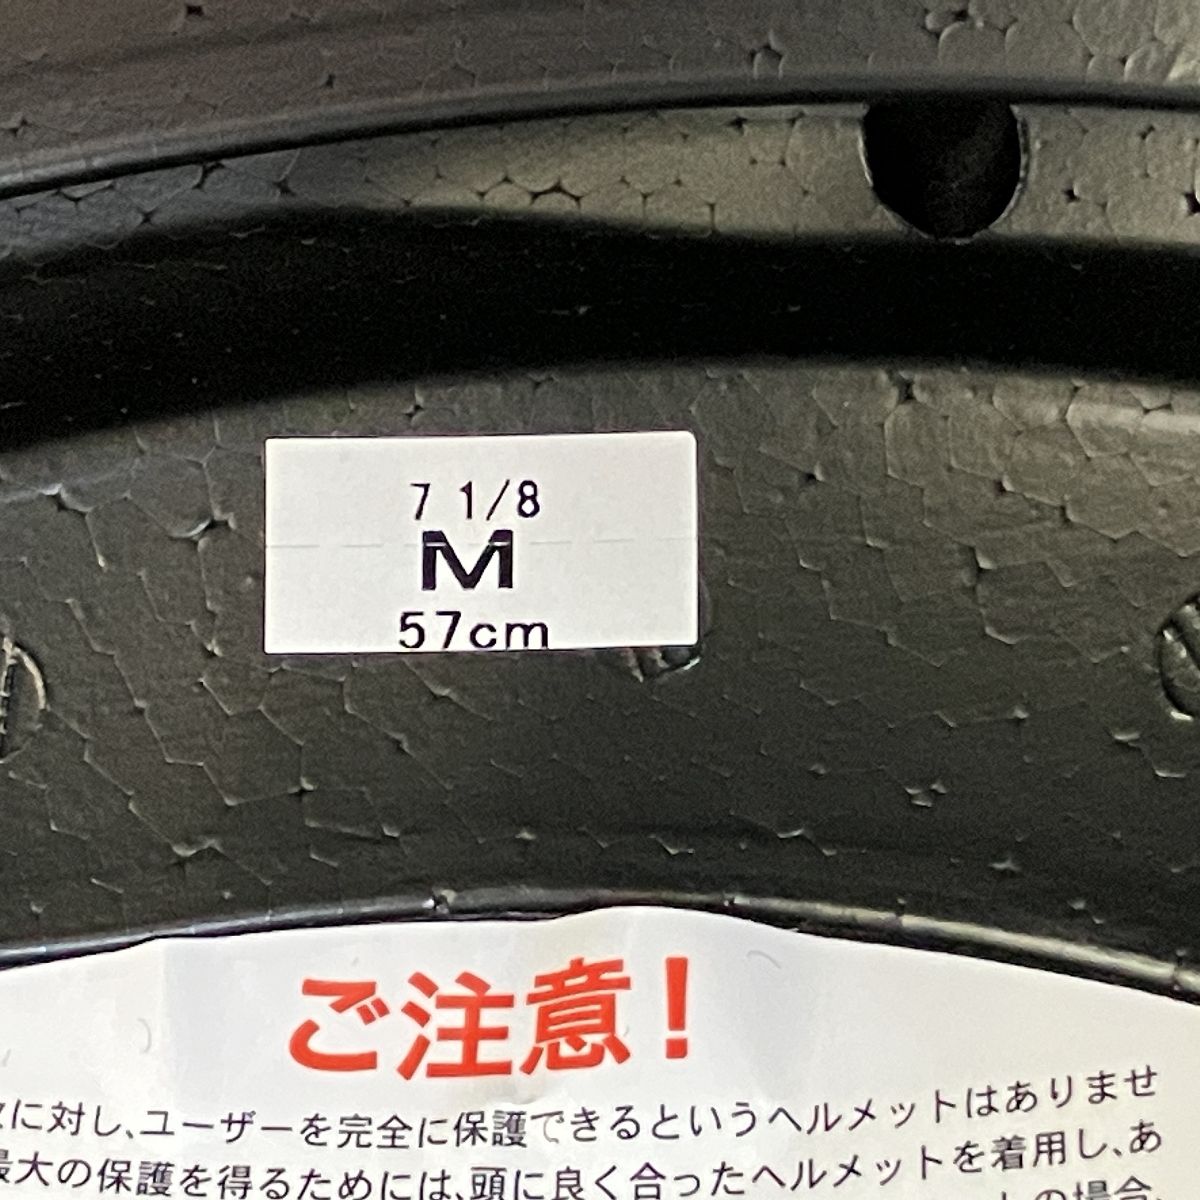 7 1/8
M
57cm
ご注意！
に対し、ユーザーを完全に保護できるというヘルメットはありませ
最大の保護を得るためには、頭に良く合ったヘルメットを着用し、あ
の場合